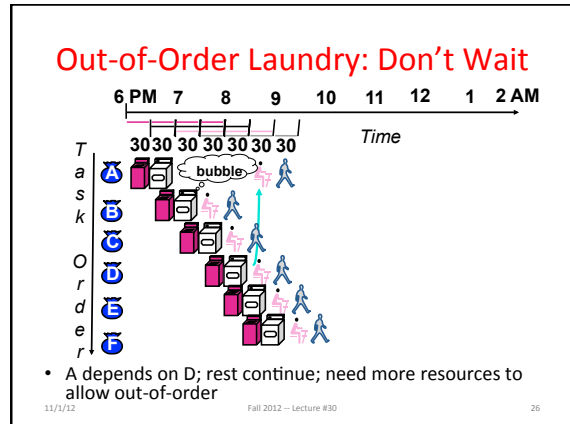 Out-of-Order Laundry: Don't Wait
6 PM 7 8 9 10 11 12 1 2 AM
Time
30 30 30 30 30 30 30
Task Order
bubble
A
B
C
D
E
F
• A depends on D; rest continue; need more resources to
allow out-of-order
11/1/12 Fall 2012 -- Lecture #30 26